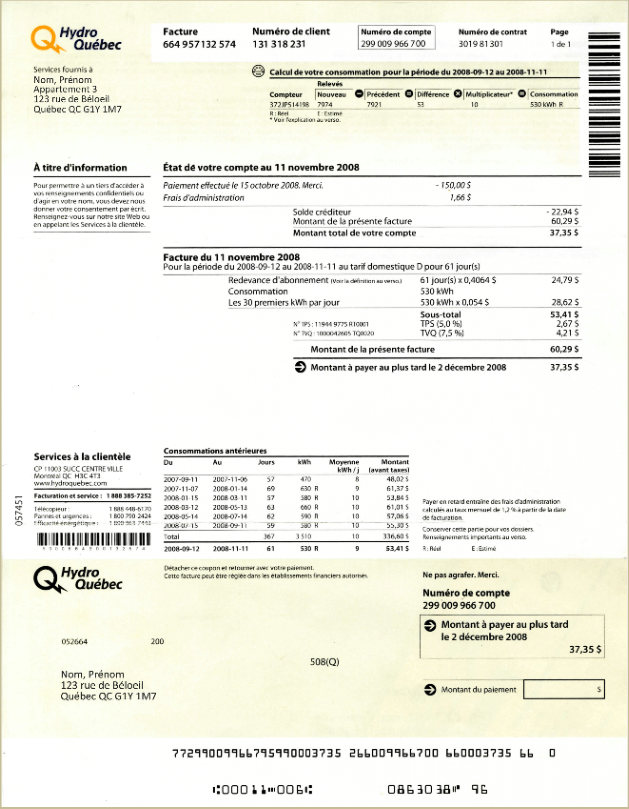 Hydro
Québec
Facture
664 957 132 574
Numéro de client
131 318 231
Numéro de compte
299 009 966 700
Numéro de contrat
3019 81 301
Page
1 de 1
Services fournis à
Nom, Prénom
Appartement 3
123 rue de Béloeil
Québec QC G1Y 1M7
Calcul de votre consommation pour la période du 2008-09-12 au 2008-11-11
Relevés
Compteur Nouveau Précédent Différence Multiplicateur* Consommation
372JPS14198 7974 7921 53 10 530 kWh R
R : Réel E : Estimé
* Voir l'explication au verso.
À titre d'information
Pour permettre à un tiers d'accéder à
vos renseignements confidentiels ou
d'agir en votre nom, vous devez nous
donner votre consentement par écrit.
Renseignez-vous sur notre site Web ou
en appelant les Services à la clientèle.
État de votre compte au 11 novembre 2008
Paiement effectué le 15 octobre 2008. Merci. - 150,00 $
Frais d'administration 1,66 $
Solde créditeur - 22,94 $
Montant de la présente facture 60,29 $
Montant total de votre compte 37,35 $
Facture du 11 novembre 2008
Pour la période du 2008-09-12 au 2008-11-11 au tarif domestique D pour 61 jour(s)
Redevance d'abonnement (Voir la définition au verso.) 61 jour(s) x 0,4064 $ 24,79 $
Consommation 530 kWh
Les 30 premiers kWh par jour 530 kWh x 0,054 $ 28,62 $
Sous-total 53,41 $
N° TPS : 11944 9775 RT0001 TPS (5,0 %) 2,67 $
N° TVQ : 1000042605 TQ0020 TVQ (7,5 %) 4,21 $
Montant de la présente facture 60,29 $
Montant à payer au plus tard le 2 décembre 2008 37,35 $
057451
Services à la clientèle
CP 11003 SUCC CENTRE VILLE
Montréal QC H3C 4T3
www.hydroquebec.com
Facturation et service : 1 888 385-7252
Télécopieur : 1 888 448-6170
Pannes et urgences : 1 800 790-2424
Efficacité énergétique :
Consommations antérieures
Du Au Jours kWh Moyenne kWh / j Montant (avant taxes)
2007-09-11 2007-11-06 57 470 8 48,02 $
2007-11-07 2008-01-14 69 630 R 9 61,37 $
2008-01-15 2008-03-11 57 580 R 10 53,84 $
2008-03-12 2008-05-13 63 660 R 10 61,01 $
2008-05-14 2008-07-14 62 590 R 10 57,06 $
2008-07-15 2008-09-11 59 580 R 10 55,30 $
Total 367 3 510 10 336,60 $
2008-09-12 2008-11-11 61 530 R 9 53,41 $
Payer en retard entraîne des frais d'administration
calculés au taux mensuel de 1,2 % à partir de la date
de facturation.
Conservez cette partie pour vos dossiers.
Renseignements importants au verso.
R : Réel E : Estimé
Hydro
Québec
Détacher ce coupon et retourner avec votre paiement.
Cette facture peut être réglée dans les établissements financiers autorisés.
Ne pas agrafer. Merci.
Numéro de compte
299 009 966 700
Montant à payer au plus tard
le 2 décembre 2008
37,35 $
052664 200
508(Q)
Nom, Prénom
123 rue de Béloeil
Québec QC G1Y 1M7
Montant du paiement $
77299009966795990003735 266009966700 660003735 66 0